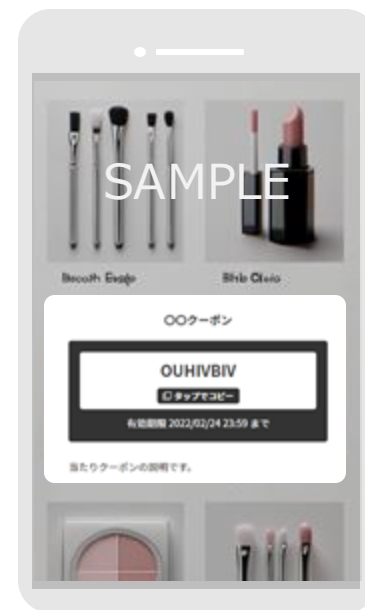 SAMPLE
〇〇クーポン
OUHIVBIV
タップでコピー
有効期限 2022/02/24 23:59 まで
当たりクーポンの説明です。